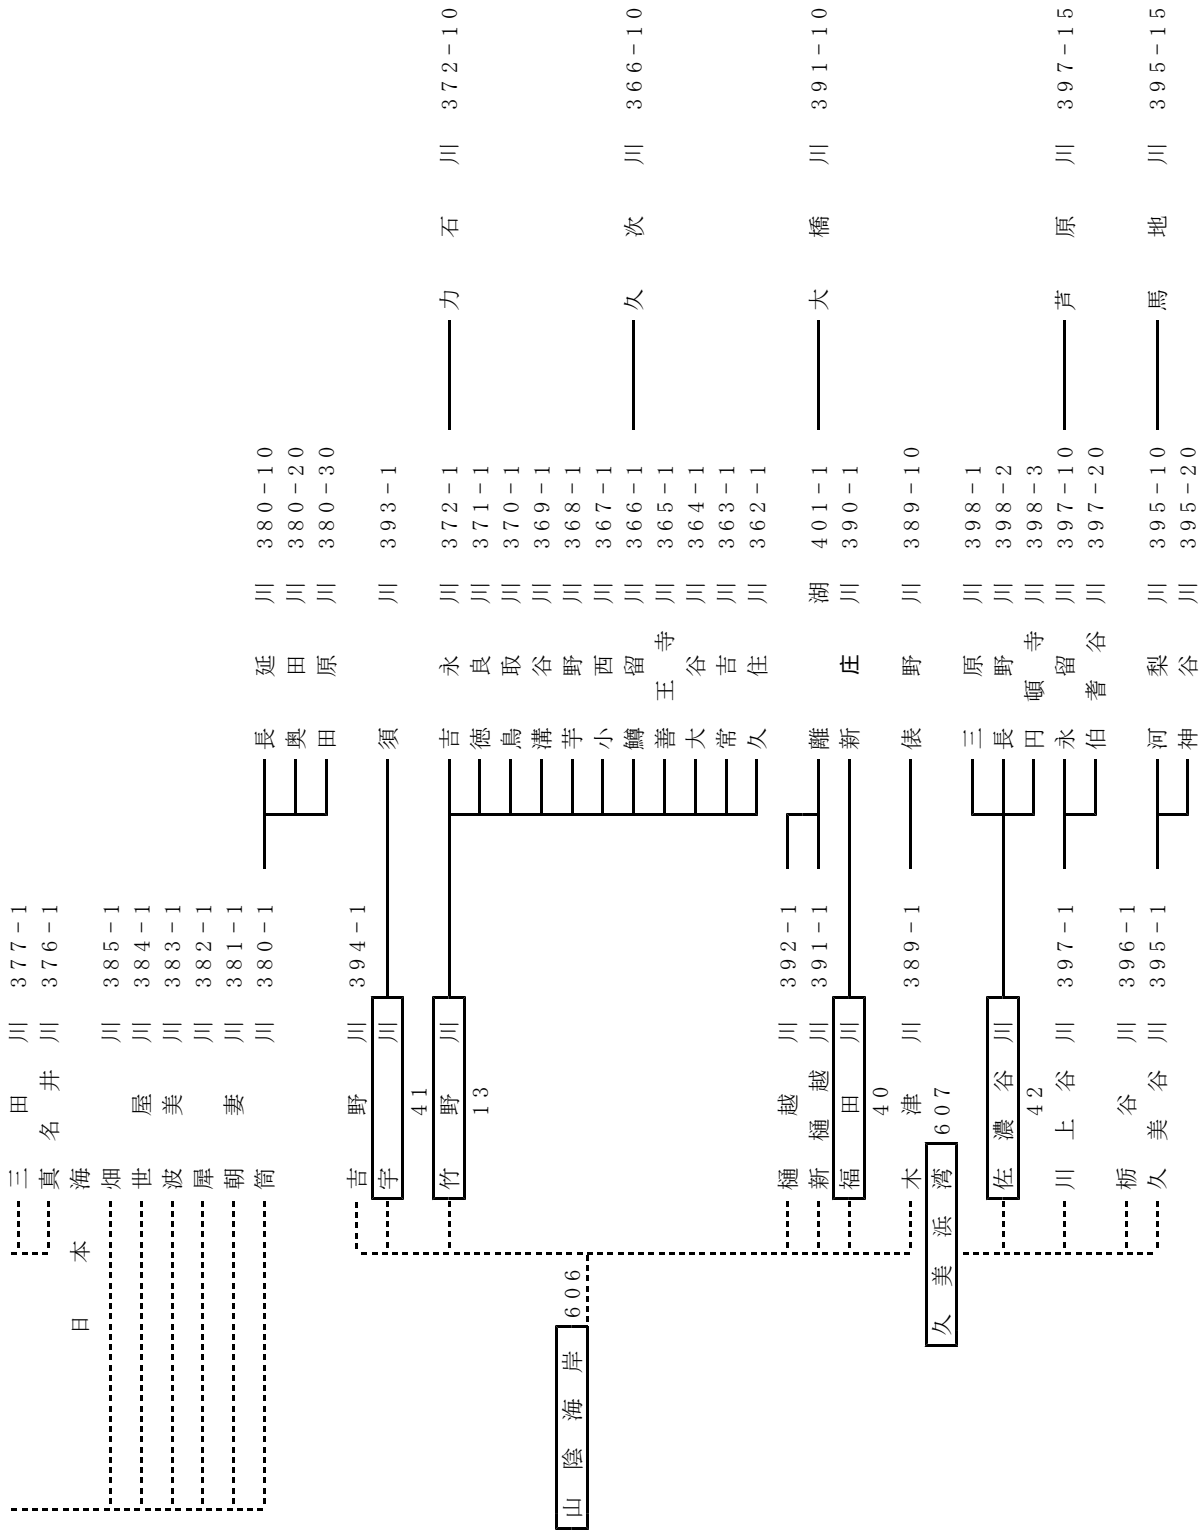 三田川 377-1
真名井川 376-1
日本海
畑川 385-1
世屋川 384-1
波美川 383-1
犀川 382-1
朝妻川 381-1
筒川 380-1
長延川 380-10
奥田川 380-20
田原川 380-30
山陰海岸 606
吉野川 394-1
宇川 41
須川 393-1
竹野川 13
吉永川 372-1
力石川 372-10
徳良川 371-1
鳥取川 370-1
溝谷川 369-1
芋野川 368-1
小西川 367-1
鱒留川 366-1
久次川 366-10
善王寺川 365-1
大谷川 364-1
常吉川 363-1
久住川 362-1
樋越川 392-1
新樋越川 391-1
離湖 401-1
大橋川 391-10
福田川 40
新庄川 390-1
木津川 389-1
俵野川 389-10
久美浜湾 607
佐濃谷川 42
三原川 398-1
長野川 398-2
円頓寺川 398-3
川上谷川 397-1
永留川 397-10
芦原川 397-15
伯耆谷川 397-20
栃谷川 396-1
久美谷川 395-1
河梨川 395-10
馬地川 395-15
神谷川 395-20